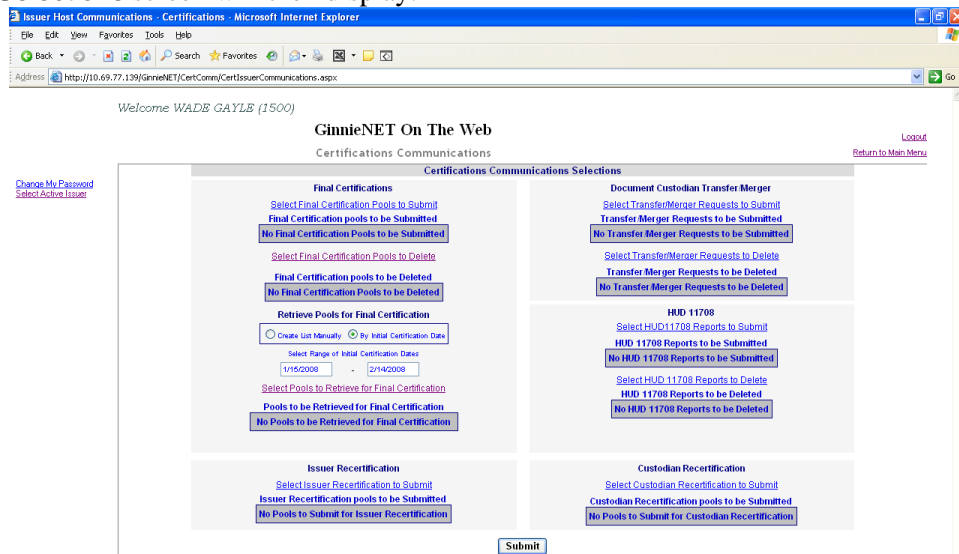 Issuer Host Communications - Certifications - Microsoft Internet Explorer
File Edit View Favorites Tools Help
Back Search Favorites
Address http://10.69.77.139/GinnieNET/CertComm/CertIssuerCommunications.aspx Go
Welcome WADE GAYLE (1500)
GinnieNET On The Web
Logout
Certifications Communications
Return to Main Menu
Change My Password
Select Active Issuer
Certifications Communications Selections
Final Certifications
Select Final Certification Pools to Submit
Final Certification pools to be Submitted
No Final Certification Pools to be Submitted
Select Final Certification Pools to Delete
Final Certification pools to be Deleted
No Final Certification Pools to be Deleted
Retrieve Pools for Final Certification
Create List Manually By Initial Certification Date
Select Range of Initial Certification Dates
1/16/2008 - 2/14/2008
Select Pools to Retrieve for Final Certification
Pools to be Retrieved for Final Certification
No Pools to be Retrieved for Final Certification
Document Custodian Transfer/Merger
Select Transfer/Merger Requests to Submit
Transfer/Merger Requests to be Submitted
No Transfer/Merger Requests to be Submitted
Select Transfer/Merger Requests to Delete
Transfer/Merger Requests to be Deleted
No Transfer/Merger Requests to be Deleted
HUD 11708
Select HUD11708 Reports to Submit
HUD 11708 Reports to be Submitted
No HUD 11708 Reports to be Submitted
Select HUD 11708 Reports to Delete
HUD 11708 Reports to be Deleted
No HUD 11708 Reports to be Deleted
Issuer Recertification
Select Issuer Recertification to Submit
Issuer Recertification pools to be Submitted
No Pools to Submit for Issuer Recertification
Custodian Recertification
Select Custodian Recertification to Submit
Custodian Recertification pools to be Submitted
No Pools to Submit for Custodian Recertification
Submit